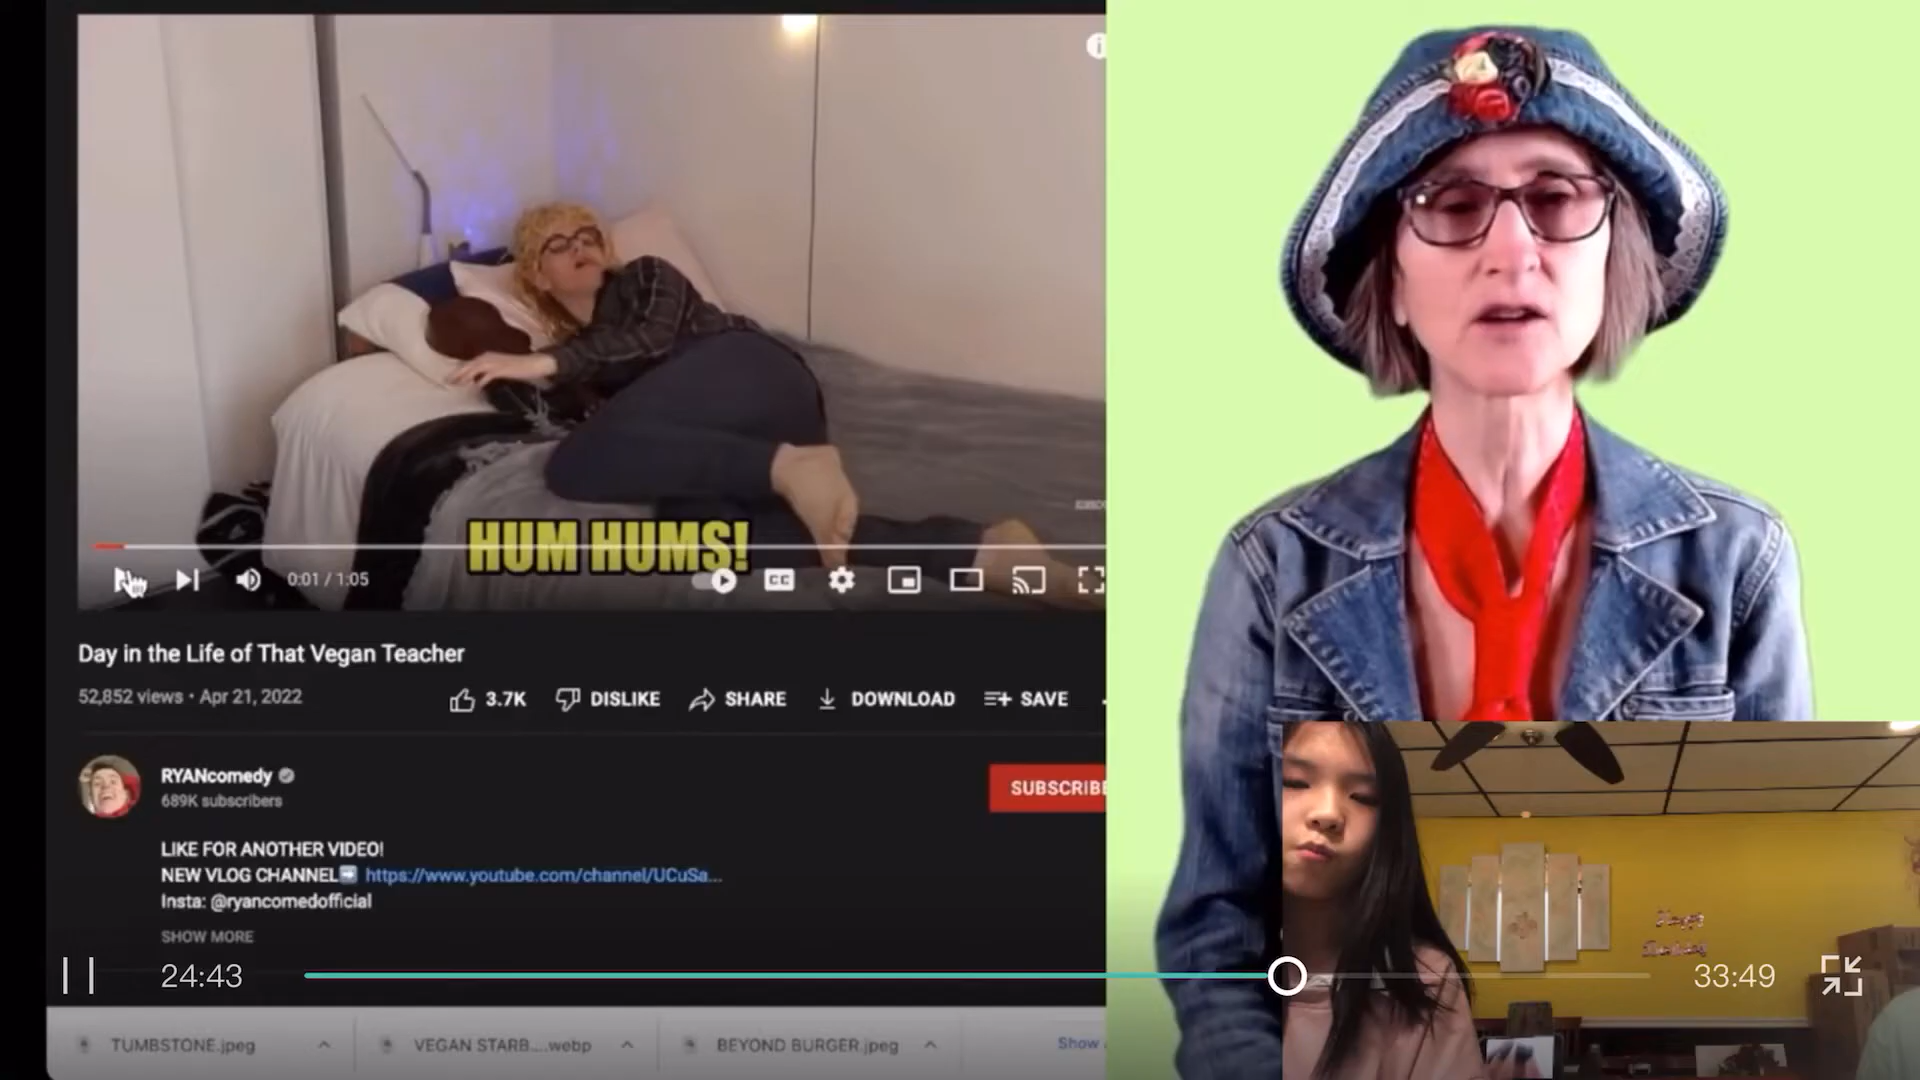 HUM HUMS!
0:01 / 1:05
CC
Day in the Life of That Vegan Teacher
52,852 views • Apr 21, 2022
3.7K DISLIKE SHARE DOWNLOAD SAVE
RYANcomedy
689K subscribers
SUBSCRIBE
LIKE FOR ANOTHER VIDEO!
NEW VLOG CHANNEL➡ https://www.youtube.com/channel/UCuSa...
Insta: @ryancomedofficial
SHOW MORE
24:43
33:49
TUMBSTONE.jpeg
VEGAN STARB....webp
BEYOND BURGER.jpeg
Show